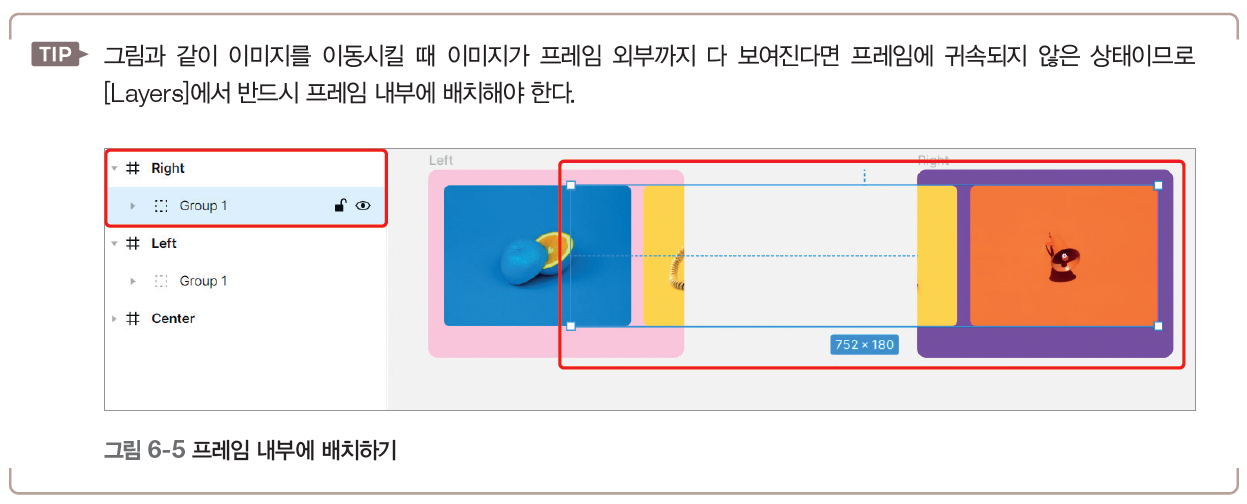 TIP
그림과 같이 이미지를 이동시킬 때 이미지가 프레임 외부까지 다 보여진다면 프레임에 귀속되지 않은 상태이므로
[Layers]에서 반드시 프레임 내부에 배치해야 한다.
Right
Group 1
Left
Group 1
Center
Left
Right
752 × 180
그림 6-5 프레임 내부에 배치하기